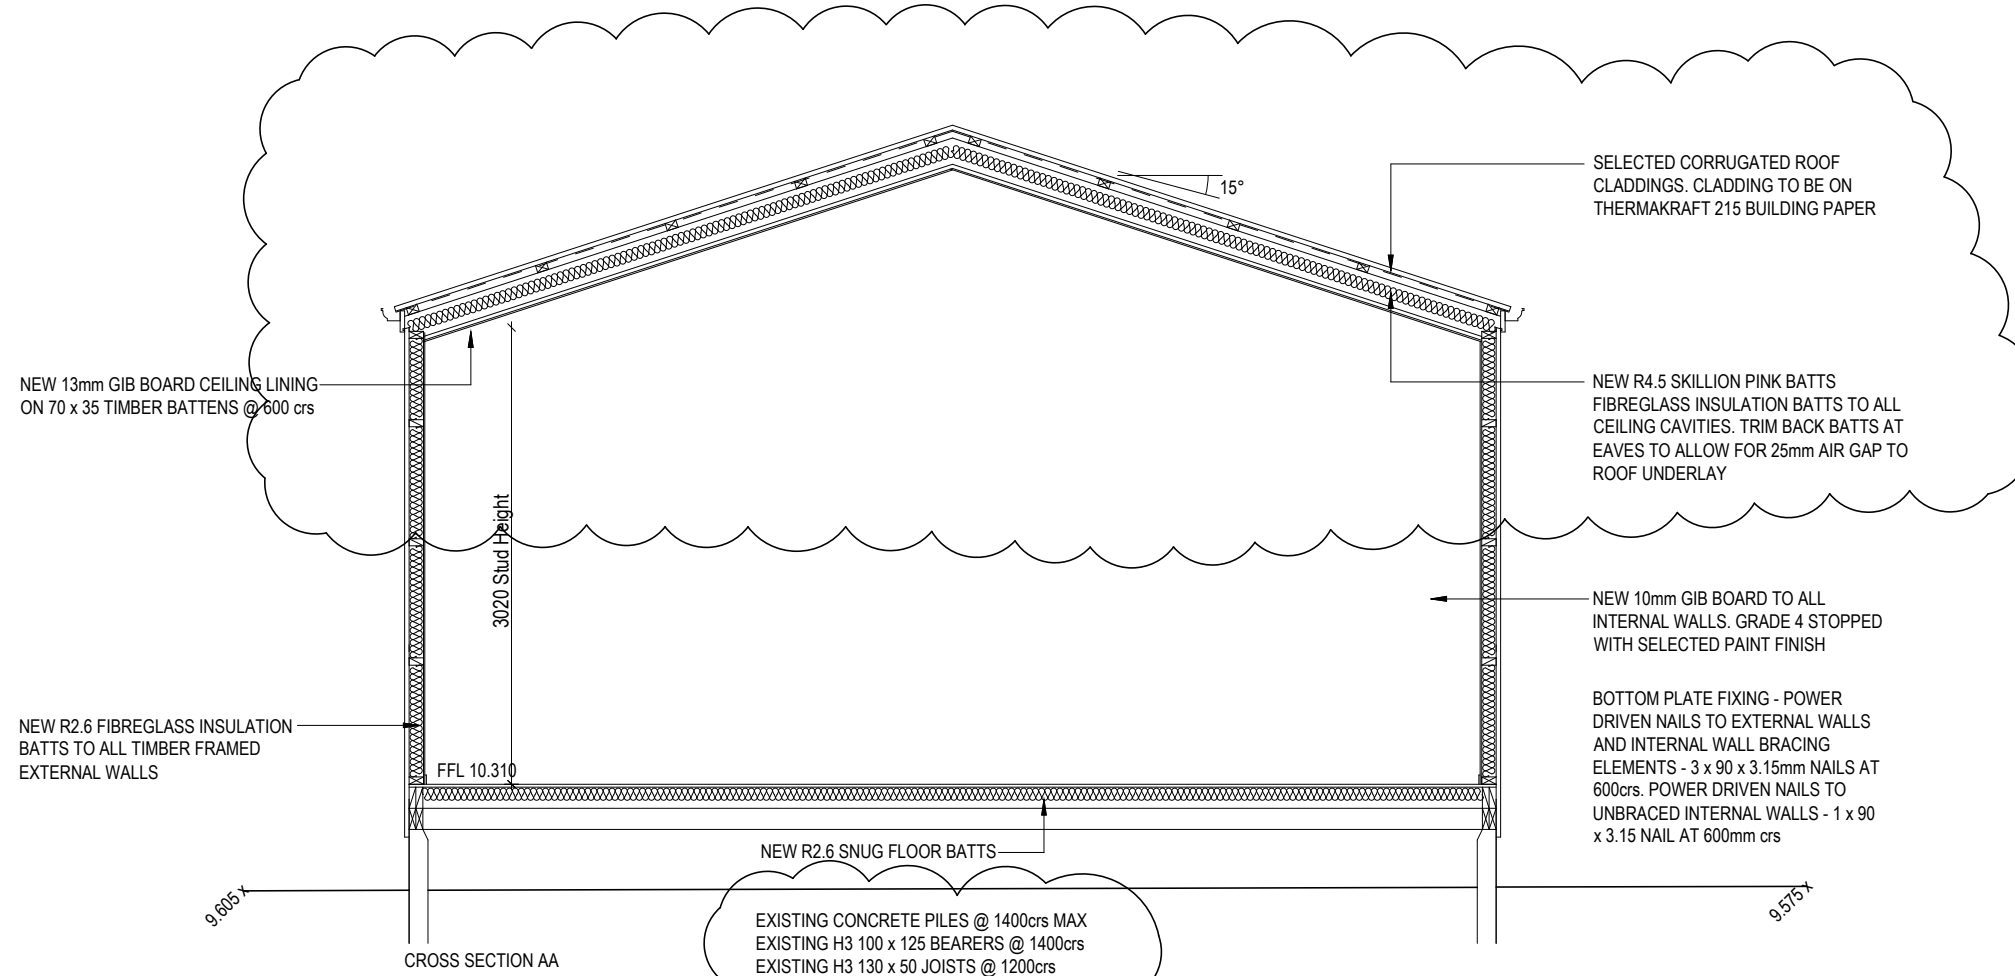 SELECTED CORRUGATED ROOF
CLADDINGS. CLADDING TO BE ON
THERMAKRAFT 215 BUILDING PAPER
15°
NEW 13mm GIB BOARD CEILING LINING
ON 70 x 35 TIMBER BATTENS @ 600 crs
NEW R4.5 SKILLION PINK BATTS
FIBREGLASS INSULATION BATTS TO ALL
CEILING CAVITIES. TRIM BACK BATTS AT
EAVES TO ALLOW FOR 25mm AIR GAP TO
ROOF UNDERLAY
3020 Stud Height
NEW 10mm GIB BOARD TO ALL
INTERNAL WALLS. GRADE 4 STOPPED
WITH SELECTED PAINT FINISH
BOTTOM PLATE FIXING - POWER
DRIVEN NAILS TO EXTERNAL WALLS
AND INTERNAL WALL BRACING
ELEMENTS - 3 x 90 x 3.15mm NAILS AT
600crs. POWER DRIVEN NAILS TO
UNBRACED INTERNAL WALLS - 1 x 90
x 3.15 NAIL AT 600mm crs
NEW R2.6 FIBREGLASS INSULATION
BATTS TO ALL TIMBER FRAMED
EXTERNAL WALLS
FFL 10.310
NEW R2.6 SNUG FLOOR BATTS
9.605 x
9.575 x
EXISTING CONCRETE PILES @ 1400crs MAX
EXISTING H3 100 x 125 BEARERS @ 1400crs
EXISTING H3 130 x 50 JOISTS @ 1200crs
CROSS SECTION AA